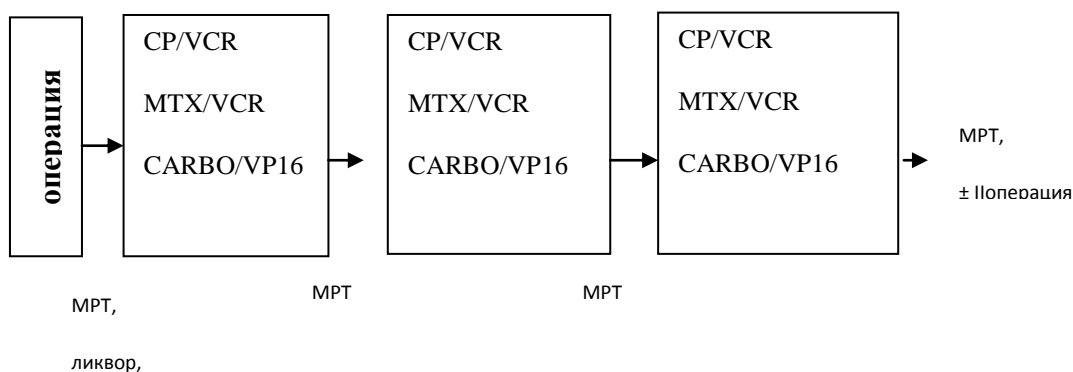 операция
CP/VCR
MTX/VCR
CARBO/VP16
CP/VCR
MTX/VCR
CARBO/VP16
CP/VCR
MTX/VCR
CARBO/VP16
МРТ,
± IIоперация
МРТ,
ликвор,
МРТ
МРТ